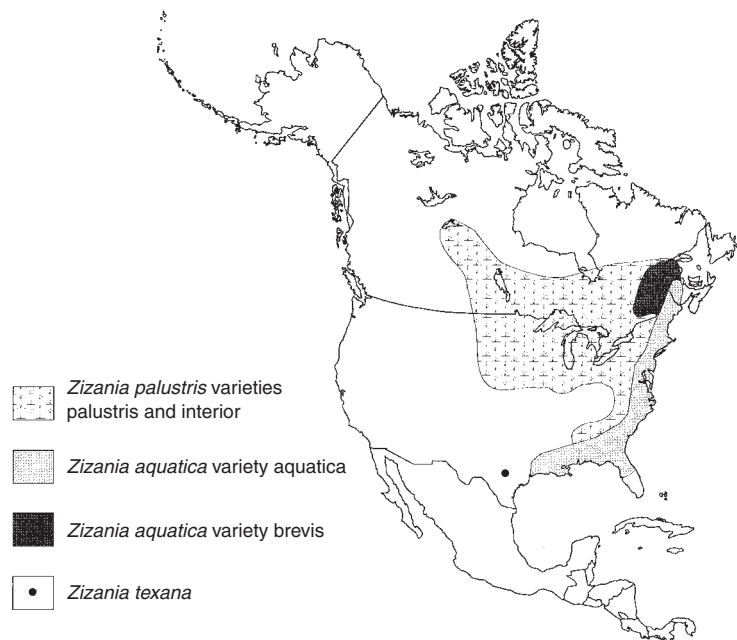 Zizania palustris varieties
palustris and interior
Zizania aquatica variety aquatica
Zizania aquatica variety brevis
Zizania texana